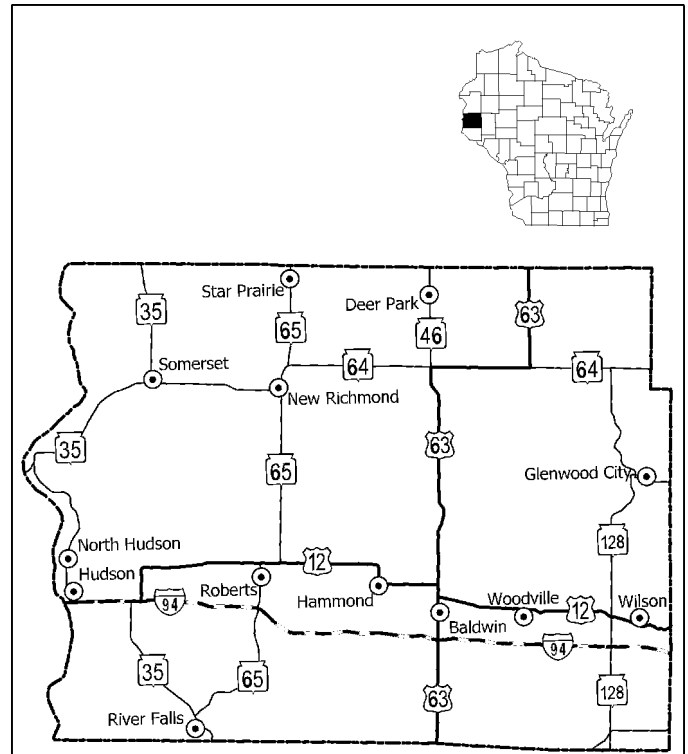 Star Prairie
Deer Park
35
65
46
63
Somerset
64
64
New Richmond
35
65
63
Glenwood City
North Hudson
12
128
Hudson
Roberts
Hammond
94
Woodville
12
Wilson
Baldwin
94
35
65
63
128
River Falls